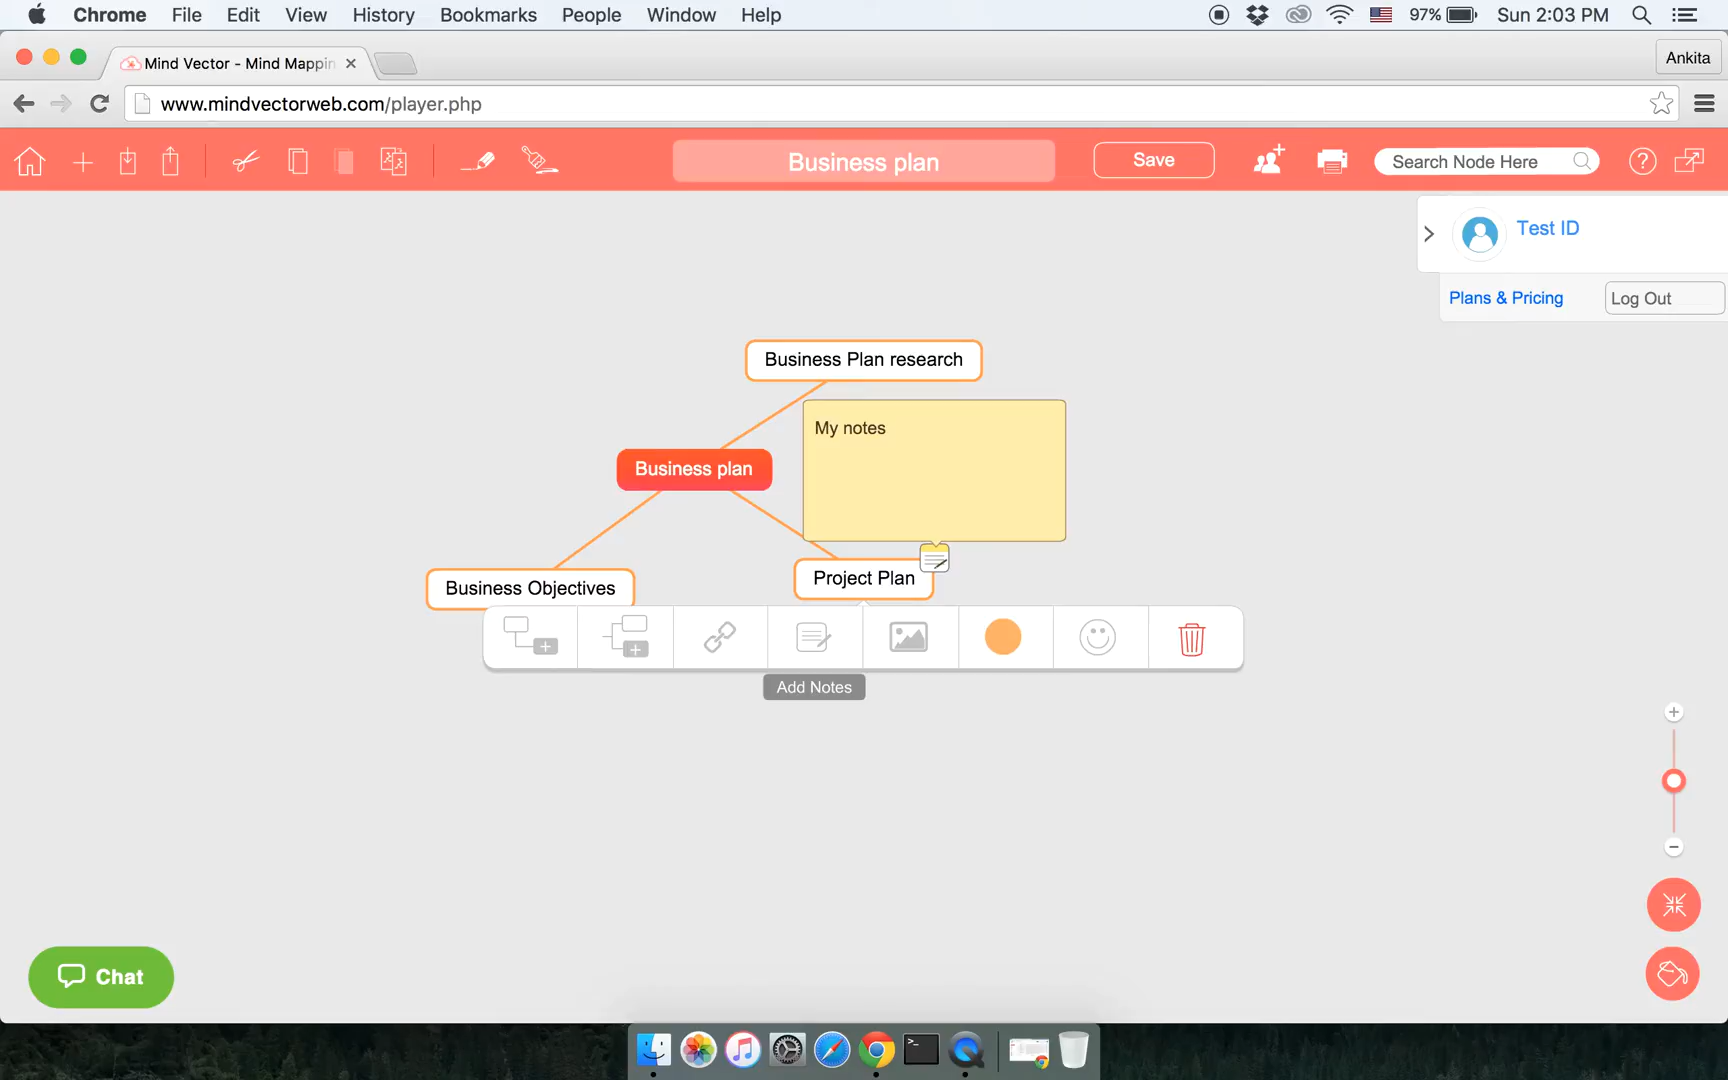 Chrome File Edit View History Bookmarks People Window Help 97% Sun 2:03 PM
Mind Vector - Mind Mappin Ankita
www.mindvectorweb.com/player.php
Business plan Save Search Node Here ?
Test ID
Plans & Pricing Log Out
Business Plan research
My notes
Business plan
Project Plan
Business Objectives
Add Notes
Chat